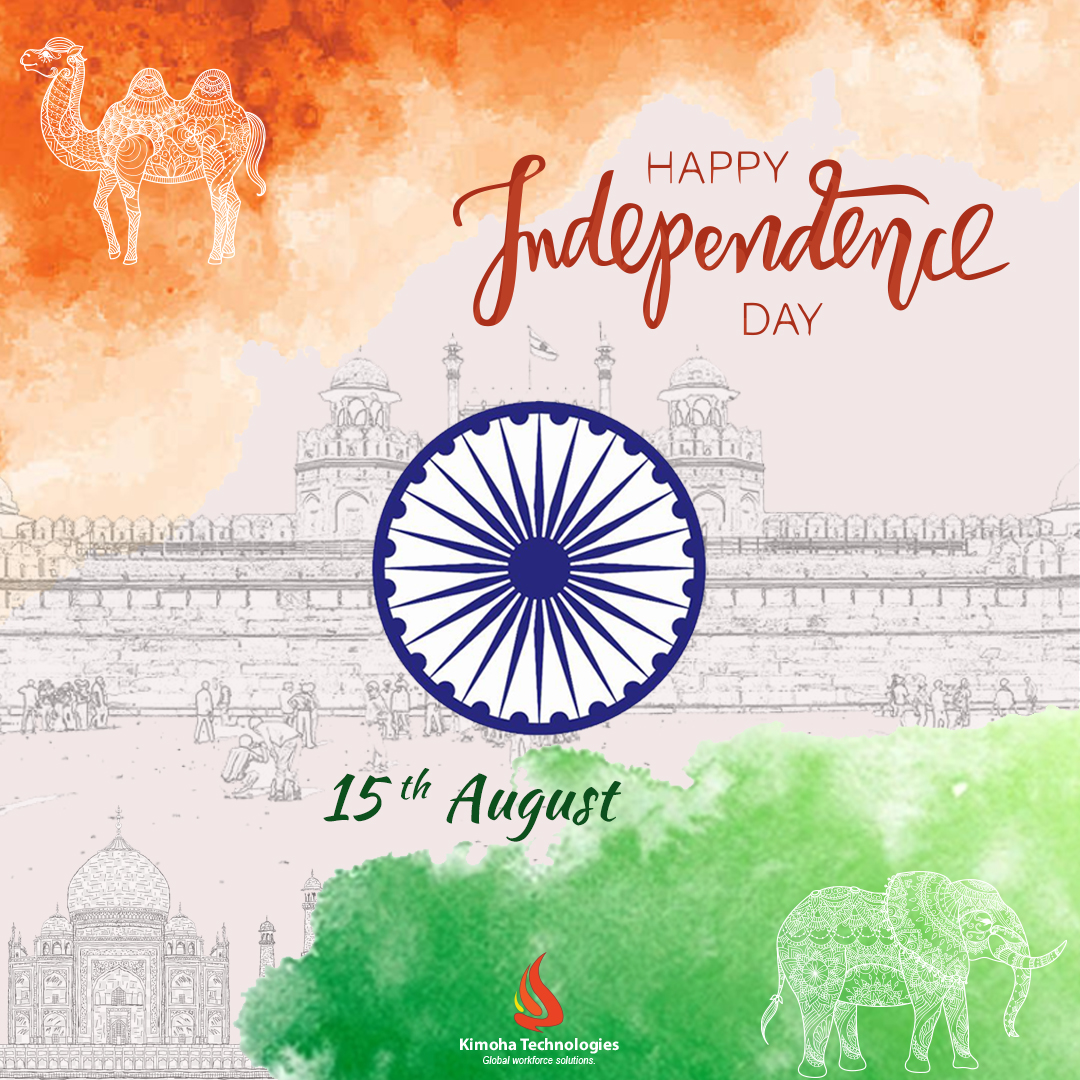 HAPPY
Independence
DAY
15th August
Kimoha Technologies
Global workforce solutions.